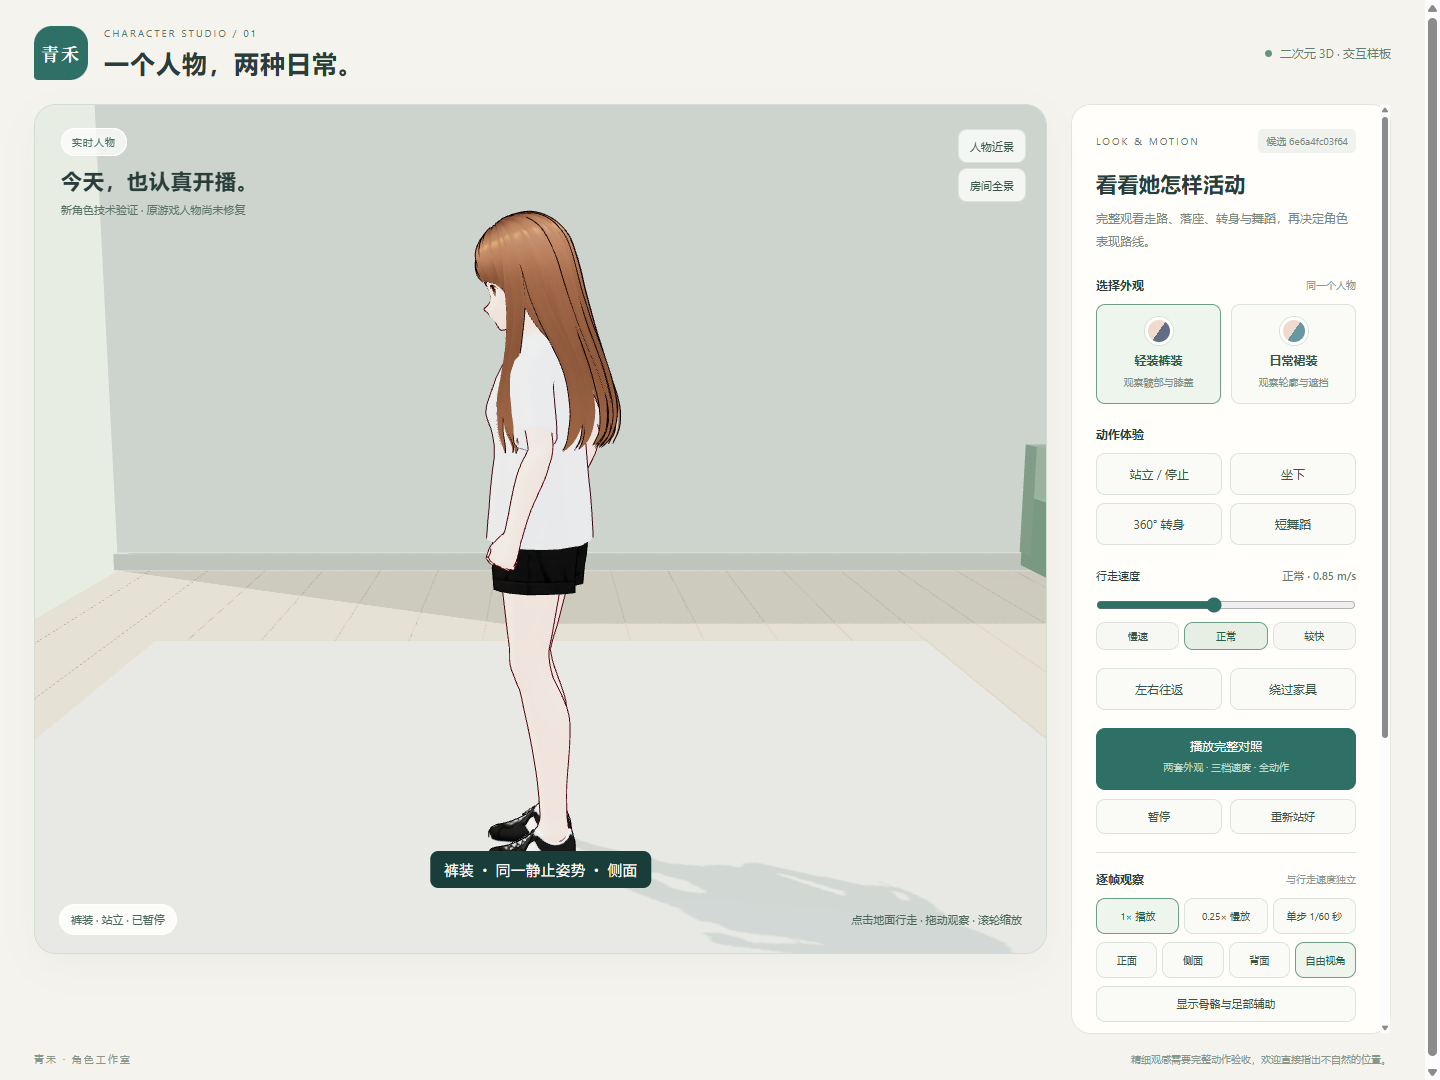 青禾
CHARACTER STUDIO / 01
一个人物，两种日常。
二次元 3D · 交互样板
实时人物
今天，也认真开播。
新角色技术验证 · 原游戏人物尚未修复
人物近景
房间全景
裤装 · 同一静止姿势 · 侧面
裤装 · 站立 · 已暂停
点击地面行走 · 拖动观察 · 滚轮缩放
LOOK & MOTION
候选 6e6a4fc03f64
看看她怎样活动
完整观看走路、落座、转身与舞蹈，再决定角色
表现路线。
选择外观
同一个人物
轻装裤装
观察髋部与膝盖
日常裙装
观察轮廓与遮挡
动作体验
站立 / 停止
坐下
360° 转身
短舞蹈
行走速度
正常 · 0.85 m/s
慢速
正常
较快
左右往返
绕过家具
播放完整对照
两套外观 · 三档速度 · 全动作
暂停
重新站好
逐帧观察
与行走速度独立
1× 播放
0.25× 慢放
单步 1/60 秒
正面
侧面
背面
自由视角
显示骨骼与足部辅助
青禾 · 角色工作室
精细观感需要完整动作验收，欢迎直接指出不自然的位置。